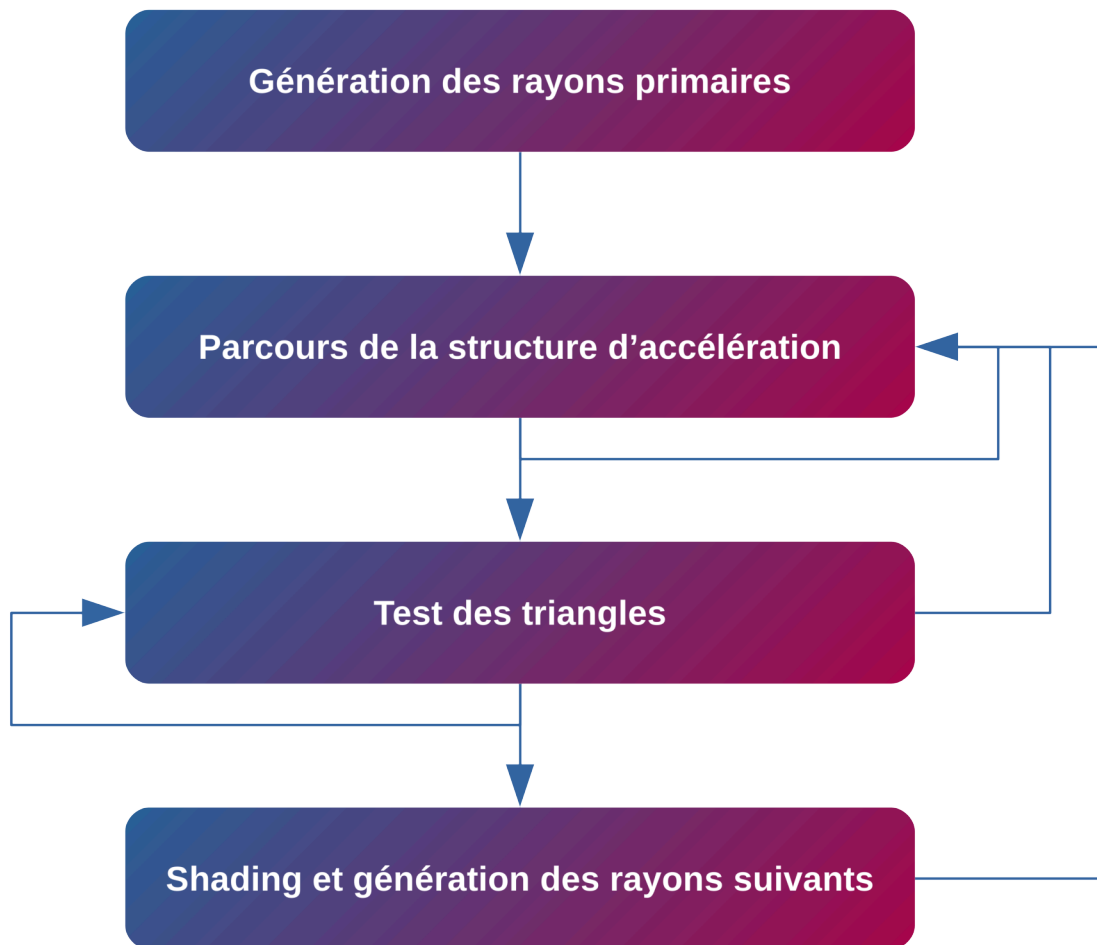 Génération des rayons primaires
Parcours de la structure d’accélération
Test des triangles
Shading et génération des rayons suivants